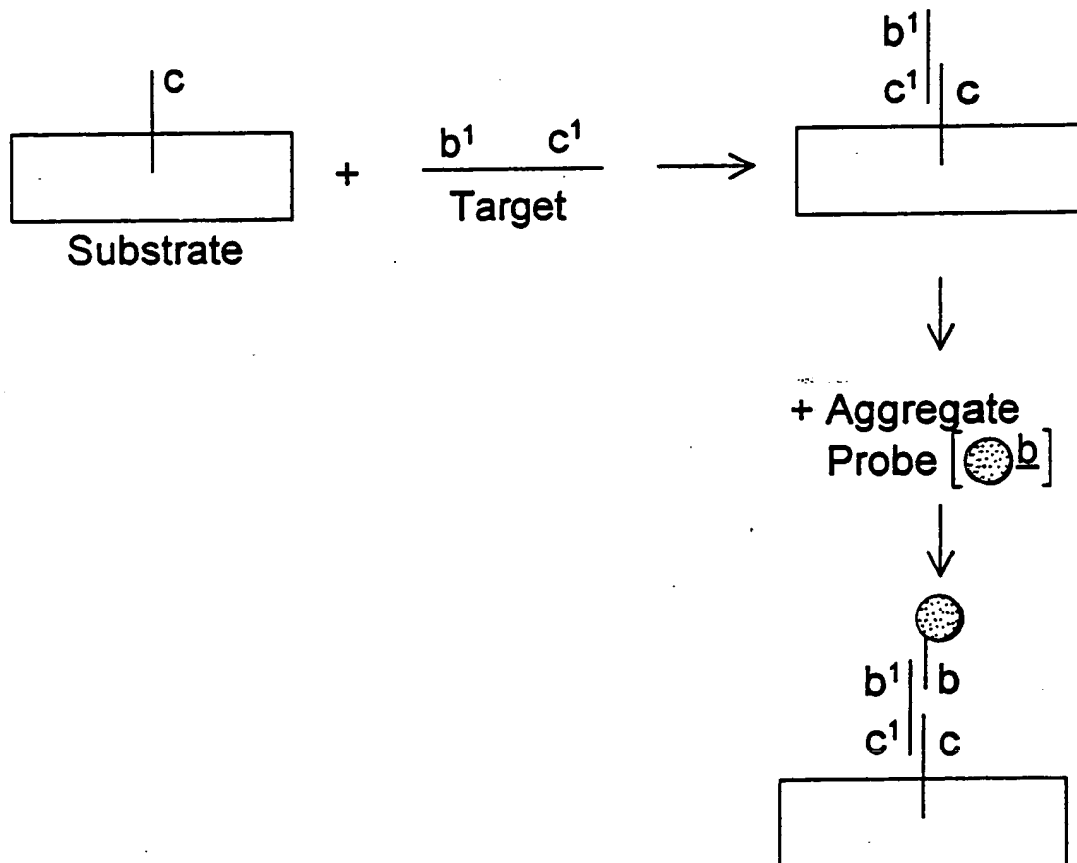 c
Substrate
+
b¹ c¹
Target
b¹
c¹ c
+ Aggregate
Probe [ b ]
b¹ b
c¹ c